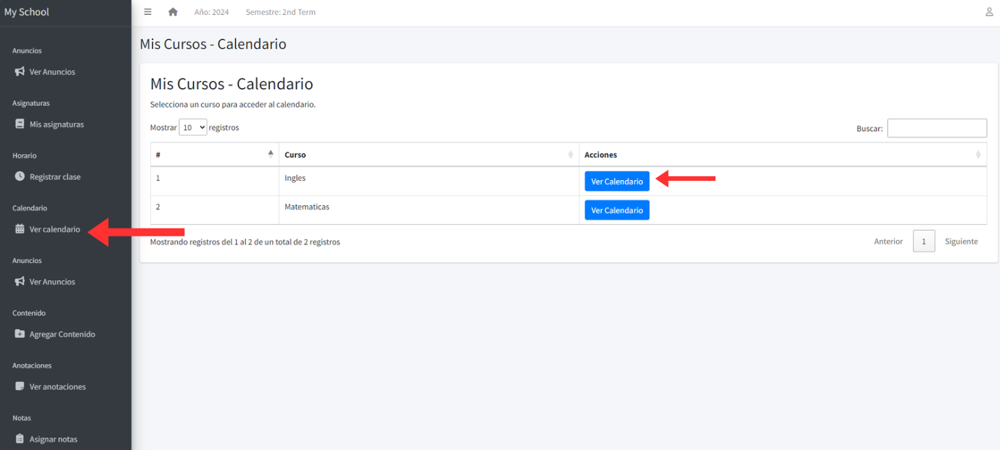 My School
Año: 2024 Semestre: 2nd Term
Anuncios
Ver Anuncios
Asignaturas
Mis asignaturas
Horario
Registrar clase
Calendario
Ver calendario
Anuncios
Ver Anuncios
Contenido
Agregar Contenido
Anotaciones
Ver anotaciones
Notas
Asignar notas
Mis Cursos - Calendario
Mis Cursos - Calendario
Selecciona un curso para acceder al calendario.
Mostrar 10 registros Buscar:
# Curso Acciones
1 Ingles Ver Calendario
2 Matematicas Ver Calendario
Mostrando registros del 1 al 2 de un total de 2 registros Anterior 1 Siguiente